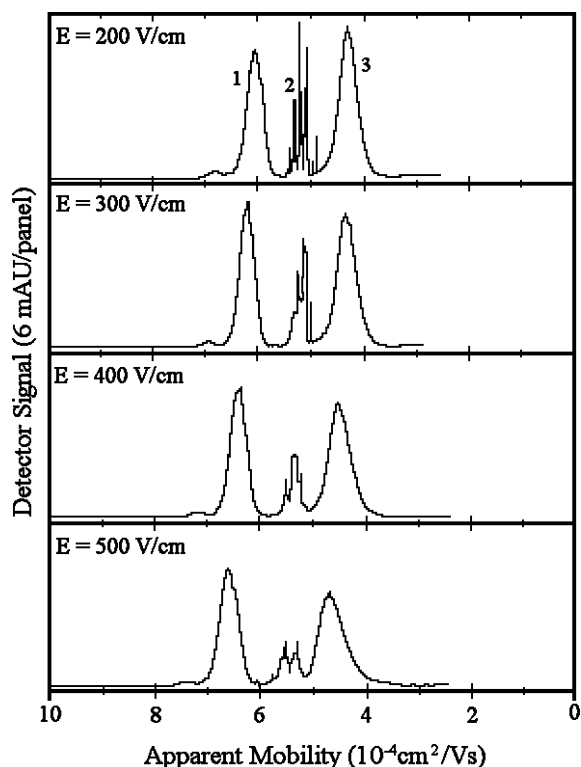 E = 200 V/cm
1
2
3
E = 300 V/cm
E = 400 V/cm
E = 500 V/cm
Detector Signal (6 mAU/panel)
10 8 6 4 2 0
Apparent Mobility (10⁻⁴cm²/Vs)